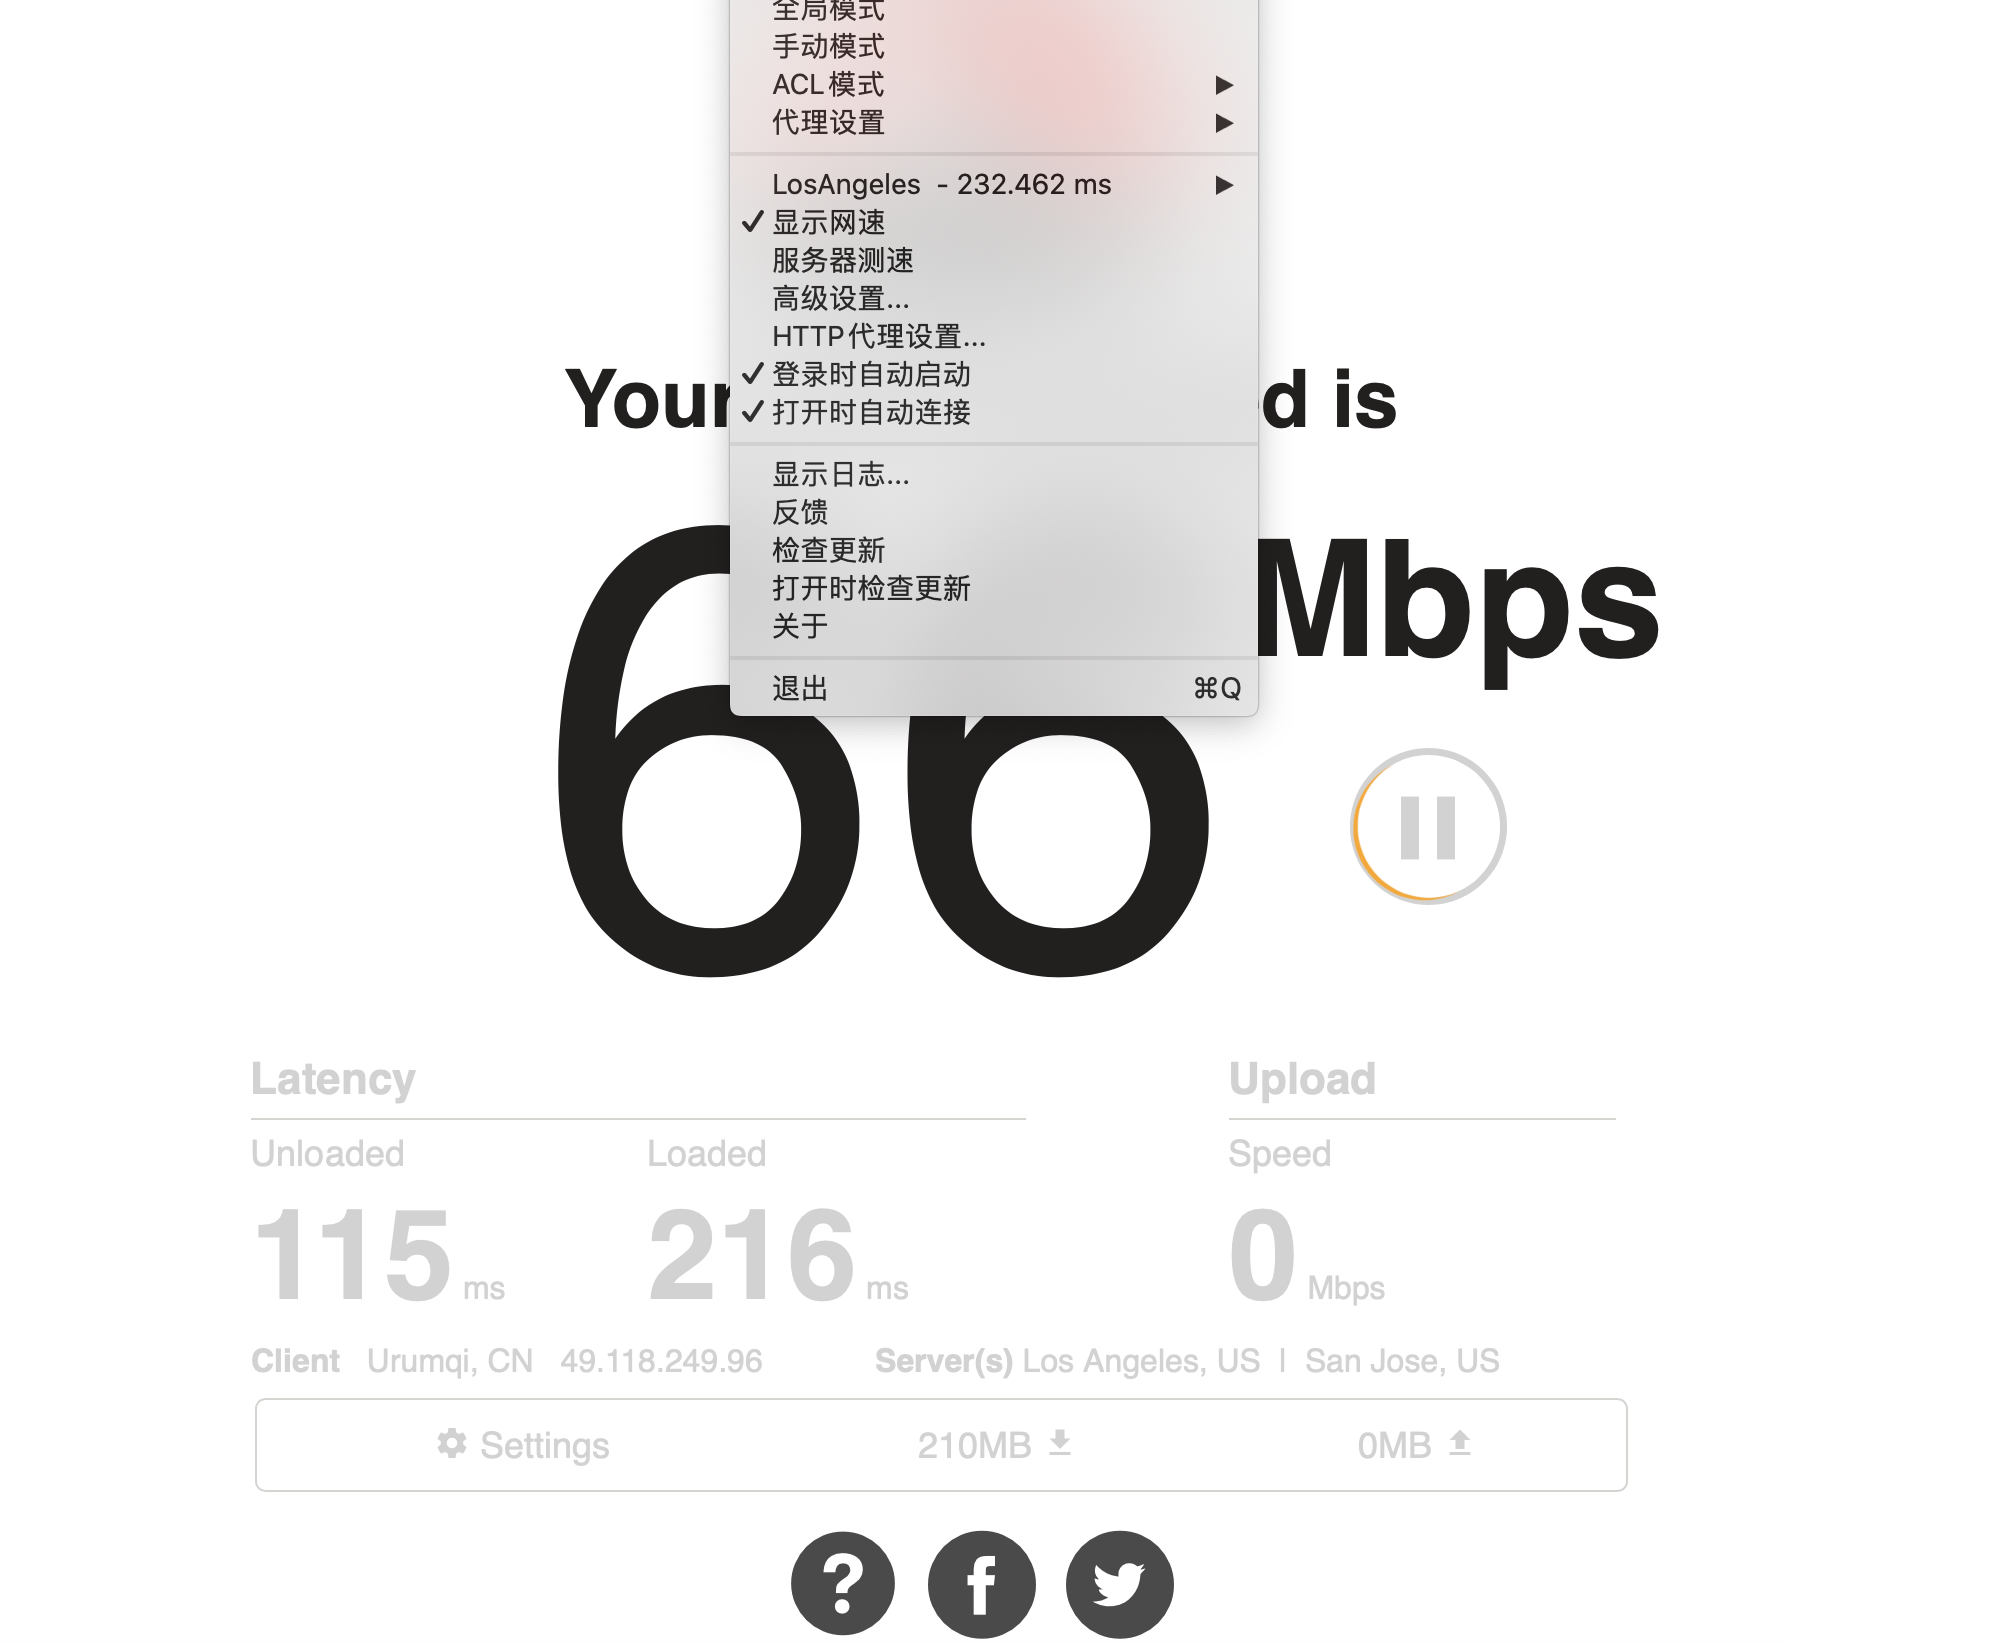 全局模式
手动模式
ACL模式
代理设置
LosAngeles - 232.462 ms
显示网速
服务器测速
高级设置...
HTTP代理设置...
登录时自动启动
打开时自动连接
显示日志...
反馈
检查更新
打开时检查更新
关于
退出 ⌘Q
Your is
66 Mbps
Latency Upload
Unloaded Loaded Speed
115 ms 216 ms 0 Mbps
Client Urumqi, CN 49.118.249.96 Server(s) Los Angeles, US | San Jose, US
Settings 210MB 0MB